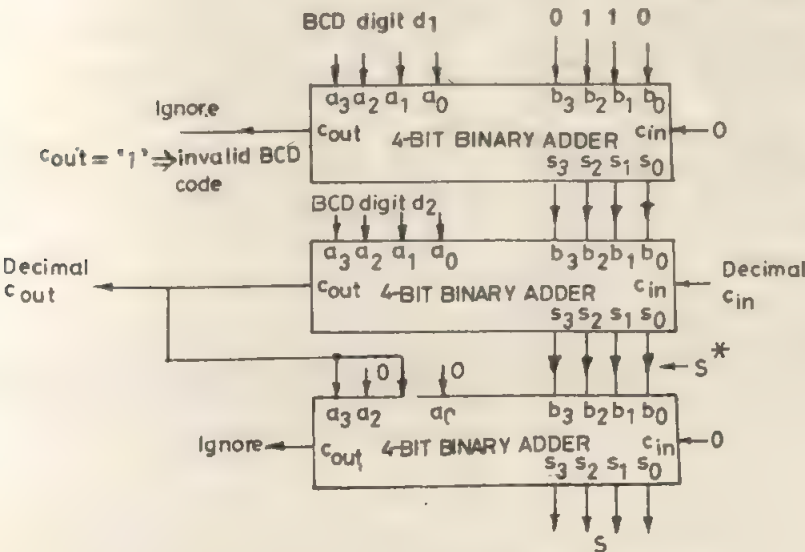 BCD digit d1
0 1 1 0
a3 a2 a1 a0 b3 b2 b1 b0
Ignore
cout 4-BIT BINARY ADDER cin 0
cout = "1" ⇒ invalid BCD
code
s3 s2 s1 s0
BCD digit d2
a3 a2 a1 a0 b3 b2 b1 b0
Decimal
cout
cout 4-BIT BINARY ADDER cin
Decimal
cin
s3 s2 s1 s0
0 0
S*
a3 a2 b3 b2 b1 b0
Ignore
cout 4-BIT BINARY ADDER cin 0
s3 s2 s1 s0
S